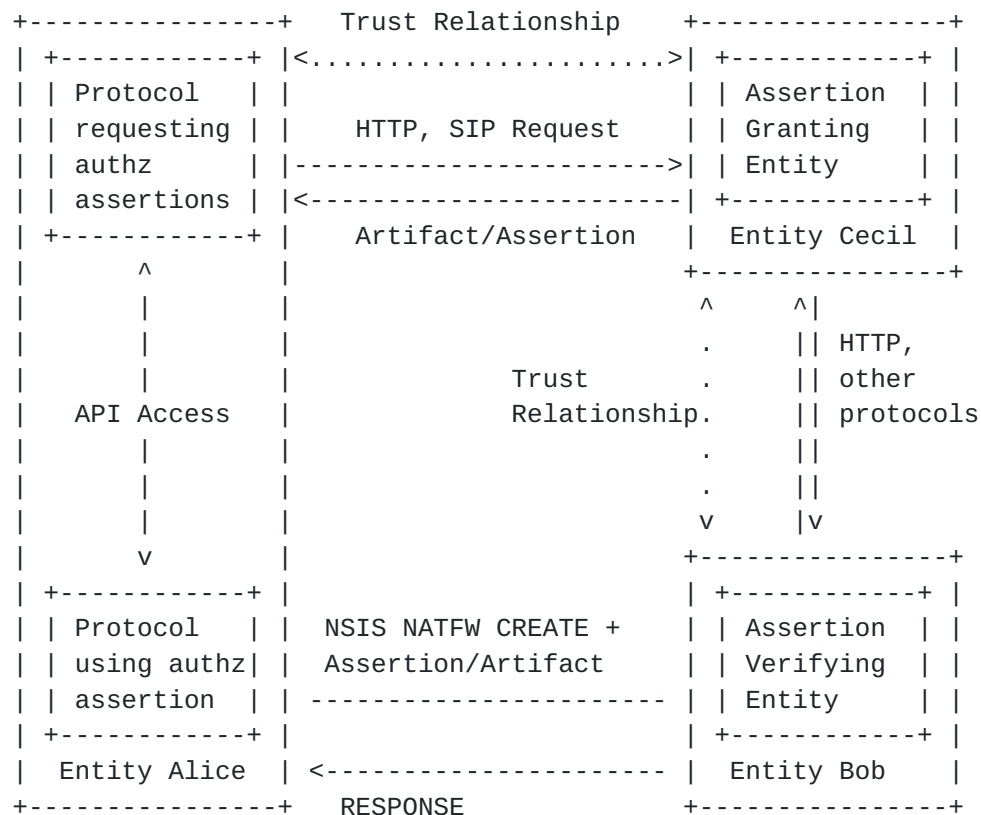 +----------------+   Trust Relationship    +----------------+
| +------------+ |<.......................>| +------------+ |
| | Protocol   | |                         | | Assertion  | |
| | requesting | |    HTTP, SIP Request    | | Granting   | |
| | authz      | |------------------------>| | Entity     | |
| | assertions | |<------------------------| +------------+ |
| +------------+ |    Artifact/Assertion   |  Entity Cecil  |
|       ^        |                         +----------------+
|       |        |                          ^     ^|
|       |        |                          .     || HTTP,
|       |        |              Trust       .     || other
|   API Access   |              Relationship.     || protocols
|       |        |                          .     ||
|       |        |                          .     ||
|       |        |                          v     |v
|       v        |                         +----------------+
| +------------+ |                         | +------------+ |
| | Protocol   | |  NSIS NATFW CREATE +    | | Assertion  | |
| | using authz| |  Assertion/Artifact     | | Verifying  | |
| | assertion  | | ----------------------- | | Entity     | |
| +------------+ |                         | +------------+ |
|  Entity Alice  | <---------------------- |  Entity Bob    |
+----------------+   RESPONSE              +----------------+